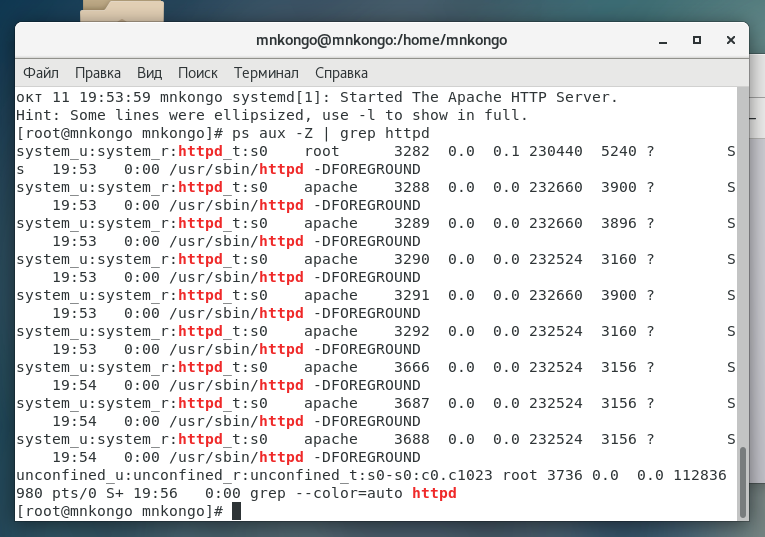 mnkongo@mnkongo:/home/mnkongo
Файл Правка Вид Поиск Терминал Справка
окт 11 19:53:59 mnkongo systemd[1]: Started The Apache HTTP Server.
Hint: Some lines were ellipsized, use -l to show in full.
[root@mnkongo mnkongo]# ps aux -Z | grep httpd
system_u:system_r:httpd_t:s0    root      3282  0.0  0.1 230440  5240 ?        S
s   19:53   0:00 /usr/sbin/httpd -DFOREGROUND
system_u:system_r:httpd_t:s0    apache    3288  0.0  0.0 232660  3900 ?        S
    19:53   0:00 /usr/sbin/httpd -DFOREGROUND
system_u:system_r:httpd_t:s0    apache    3289  0.0  0.0 232660  3896 ?        S
    19:53   0:00 /usr/sbin/httpd -DFOREGROUND
system_u:system_r:httpd_t:s0    apache    3290  0.0  0.0 232524  3160 ?        S
    19:53   0:00 /usr/sbin/httpd -DFOREGROUND
system_u:system_r:httpd_t:s0    apache    3291  0.0  0.0 232660  3900 ?        S
    19:53   0:00 /usr/sbin/httpd -DFOREGROUND
system_u:system_r:httpd_t:s0    apache    3292  0.0  0.0 232524  3160 ?        S
    19:53   0:00 /usr/sbin/httpd -DFOREGROUND
system_u:system_r:httpd_t:s0    apache    3666  0.0  0.0 232524  3156 ?        S
    19:54   0:00 /usr/sbin/httpd -DFOREGROUND
system_u:system_r:httpd_t:s0    apache    3687  0.0  0.0 232524  3156 ?        S
    19:54   0:00 /usr/sbin/httpd -DFOREGROUND
system_u:system_r:httpd_t:s0    apache    3688  0.0  0.0 232524  3156 ?        S
    19:54   0:00 /usr/sbin/httpd -DFOREGROUND
unconfined_u:unconfined_r:unconfined_t:s0-s0:c0.c1023 root 3736 0.0  0.0 112836
980 pts/0 S+ 19:56   0:00 grep --color=auto httpd
[root@mnkongo mnkongo]#